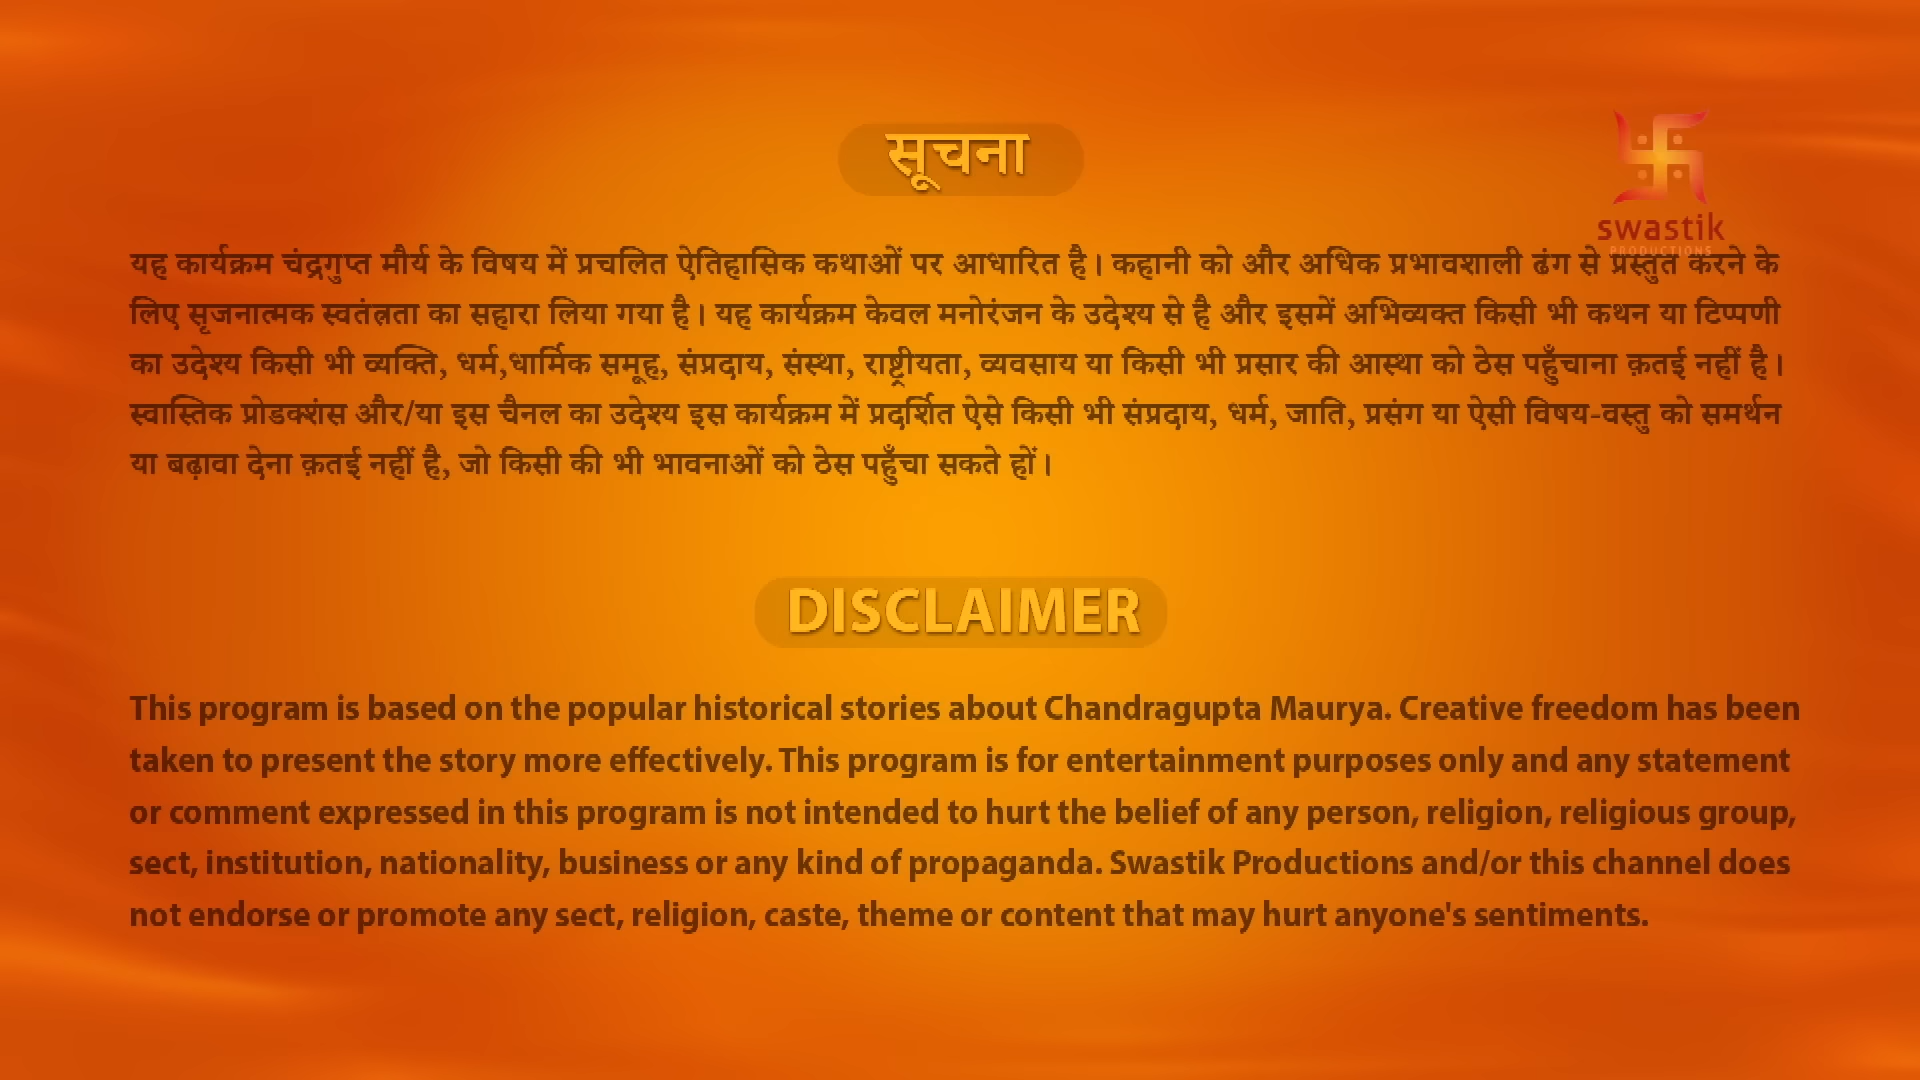 सूचना
swastik
PRODUCTIONS
यह कार्यक्रम चंद्रगुप्त मौर्य के विषय में प्रचलित ऐतिहासिक कथाओं पर आधारित है। कहानी को और अधिक प्रभावशाली ढंग से प्रस्तुत करने के
लिए सृजनात्मक स्वतंत्रता का सहारा लिया गया है। यह कार्यक्रम केवल मनोरंजन के उदेश्य से है और इसमें अभिव्यक्त किसी भी कथन या टिप्पणी
का उदेश्य किसी भी व्यक्ति, धर्म,धार्मिक समूह, संप्रदाय, संस्था, राष्ट्रीयता, व्यवसाय या किसी भी प्रसार की आस्था को ठेस पहुँचाना क़तई नहीं है।
स्वास्तिक प्रोडक्शंस और/या इस चैनल का उदेश्य इस कार्यक्रम में प्रदर्शित ऐसे किसी भी संप्रदाय, धर्म, जाति, प्रसंग या ऐसी विषय-वस्तु को समर्थन
या बढ़ावा देना क़तई नहीं है, जो किसी की भी भावनाओं को ठेस पहुँचा सकते हों।
DISCLAIMER
This program is based on the popular historical stories about Chandragupta Maurya. Creative freedom has been
taken to present the story more effectively. This program is for entertainment purposes only and any statement
or comment expressed in this program is not intended to hurt the belief of any person, religion, religious group,
sect, institution, nationality, business or any kind of propaganda. Swastik Productions and/or this channel does
not endorse or promote any sect, religion, caste, theme or content that may hurt anyone's sentiments.